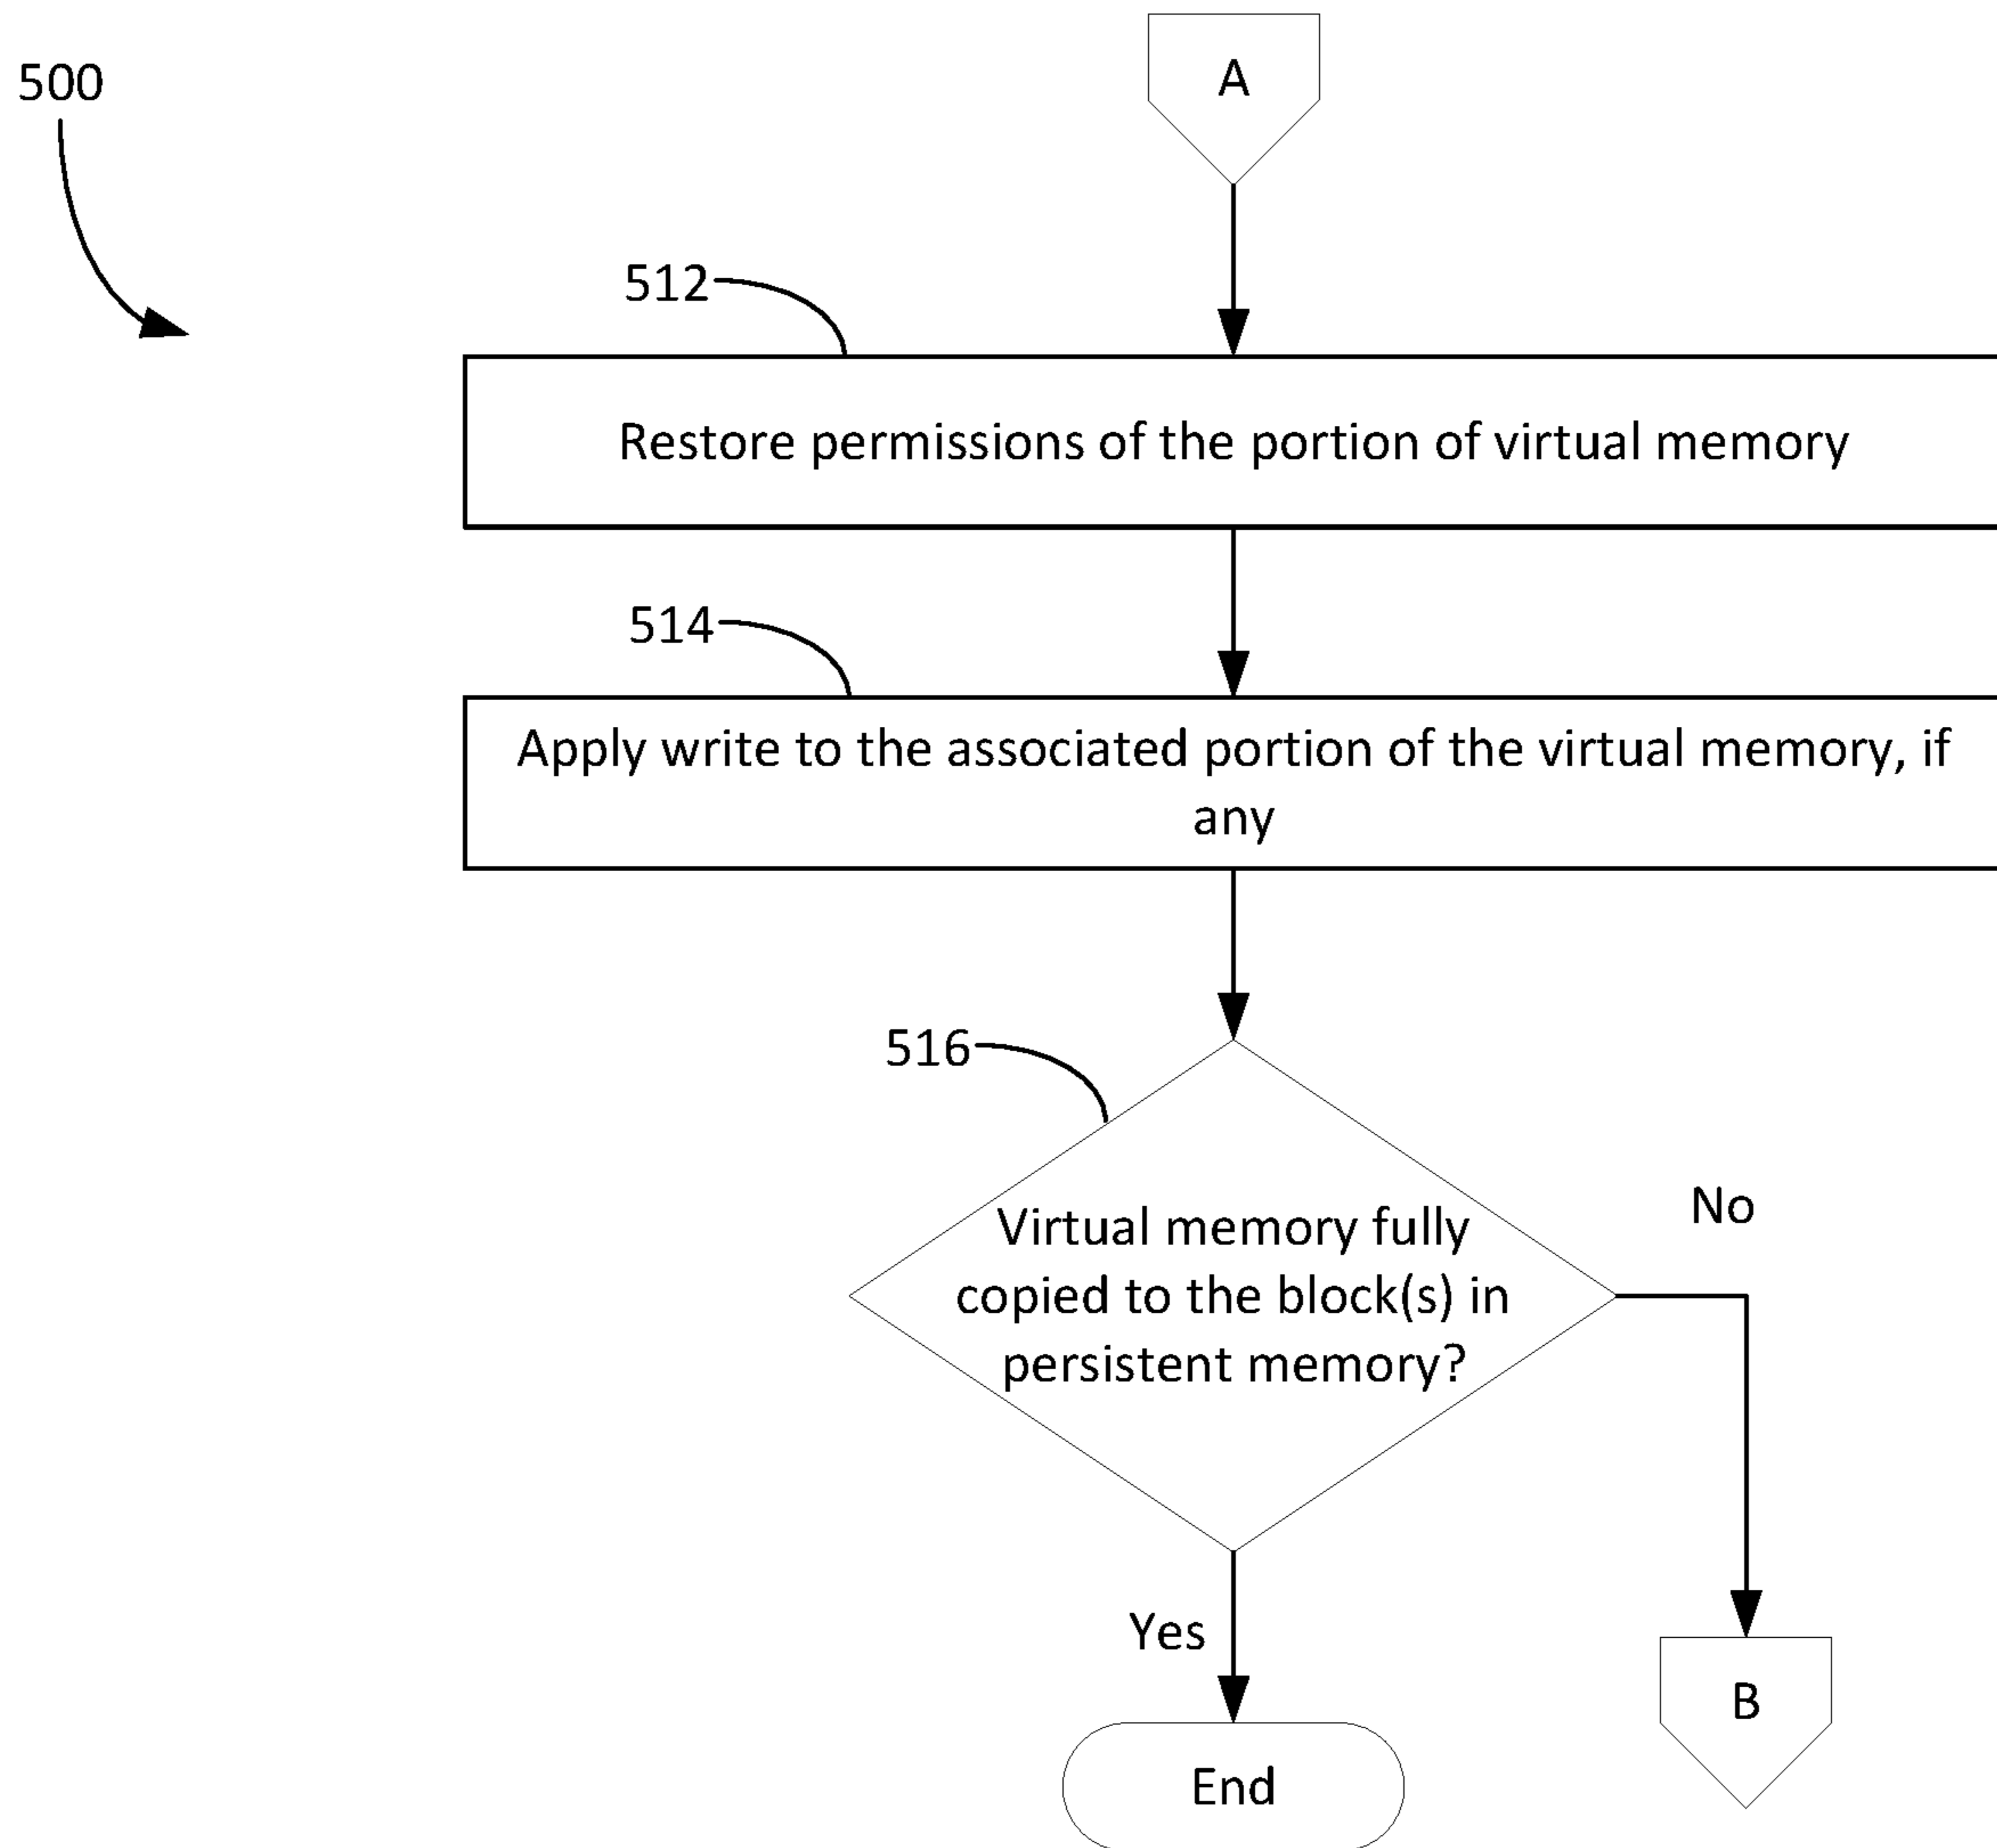 A
500
512
Restore permissions of the portion of virtual memory
514
Apply write to the associated portion of the virtual memory, if
any
516
Virtual memory fully
copied to the block(s) in
persistent memory?
No
Yes
B
End